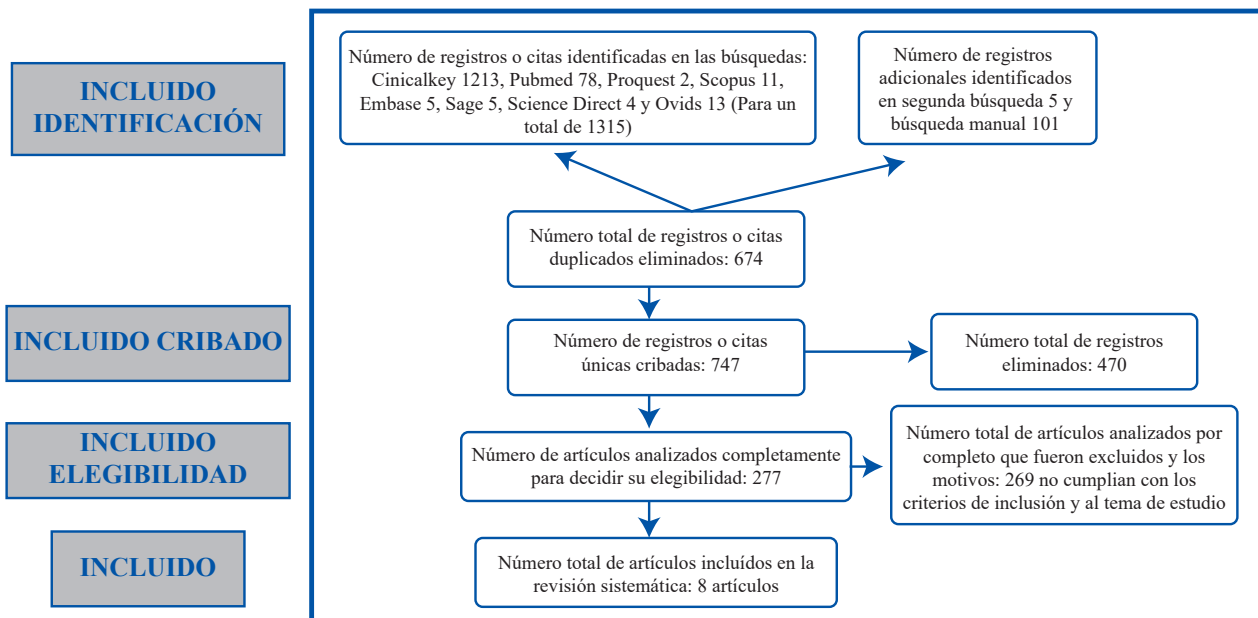 INCLUIDO
IDENTIFICACIÓN
Número de registros o citas identificadas en las búsquedas:
Cinicalkey 1213, Pubmed 78, Proquest 2, Scopus 11,
Embase 5, Sage 5, Science Direct 4 y Ovids 13 (Para un
total de 1315)
Número de registros
adicionales identificados
en segunda búsqueda 5 y
búsqueda manual 101
Número total de registros o citas
duplicados eliminados: 674
INCLUIDO CRIBADO
Número de registros o citas
únicas cribadas: 747
Número total de registros
eliminados: 470
INCLUIDO
ELEGIBILIDAD
Número de artículos analizados completamente
para decidir su elegibilidad: 277
Número total de artículos analizados por
completo que fueron excluidos y los
motivos: 269 no cumplian con los
criterios de inclusión y al tema de estudio
INCLUIDO
Número total de artículos incluídos en la
revisión sistemática: 8 artículos